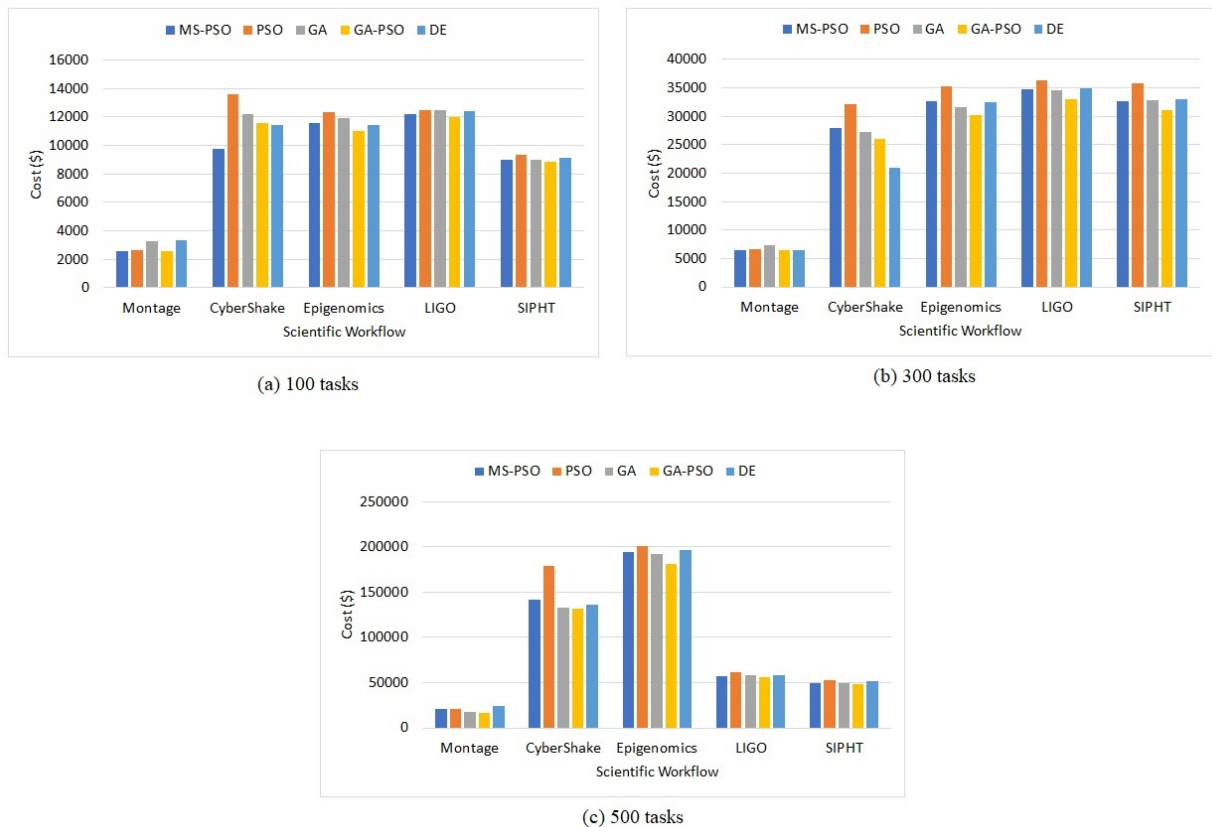 MS-PSO PSO GA GA-PSO DE
16000
14000
12000
10000
8000
6000
4000
2000
0
Cost ($)
Montage CyberShake Epigenomics LIGO SIPHT
Scientific Workflow
(a) 100 tasks
MS-PSO PSO GA GA-PSO DE
40000
35000
30000
25000
20000
15000
10000
5000
0
Cost ($)
Montage CyberShake Epigenomics LIGO SIPHT
Scientific Workflow
(b) 300 tasks
MS-PSO PSO GA GA-PSO DE
250000
200000
150000
100000
50000
0
Cost ($)
Montage CyberShake Epigenomics LIGO SIPHT
Scientific Workflow
(c) 500 tasks